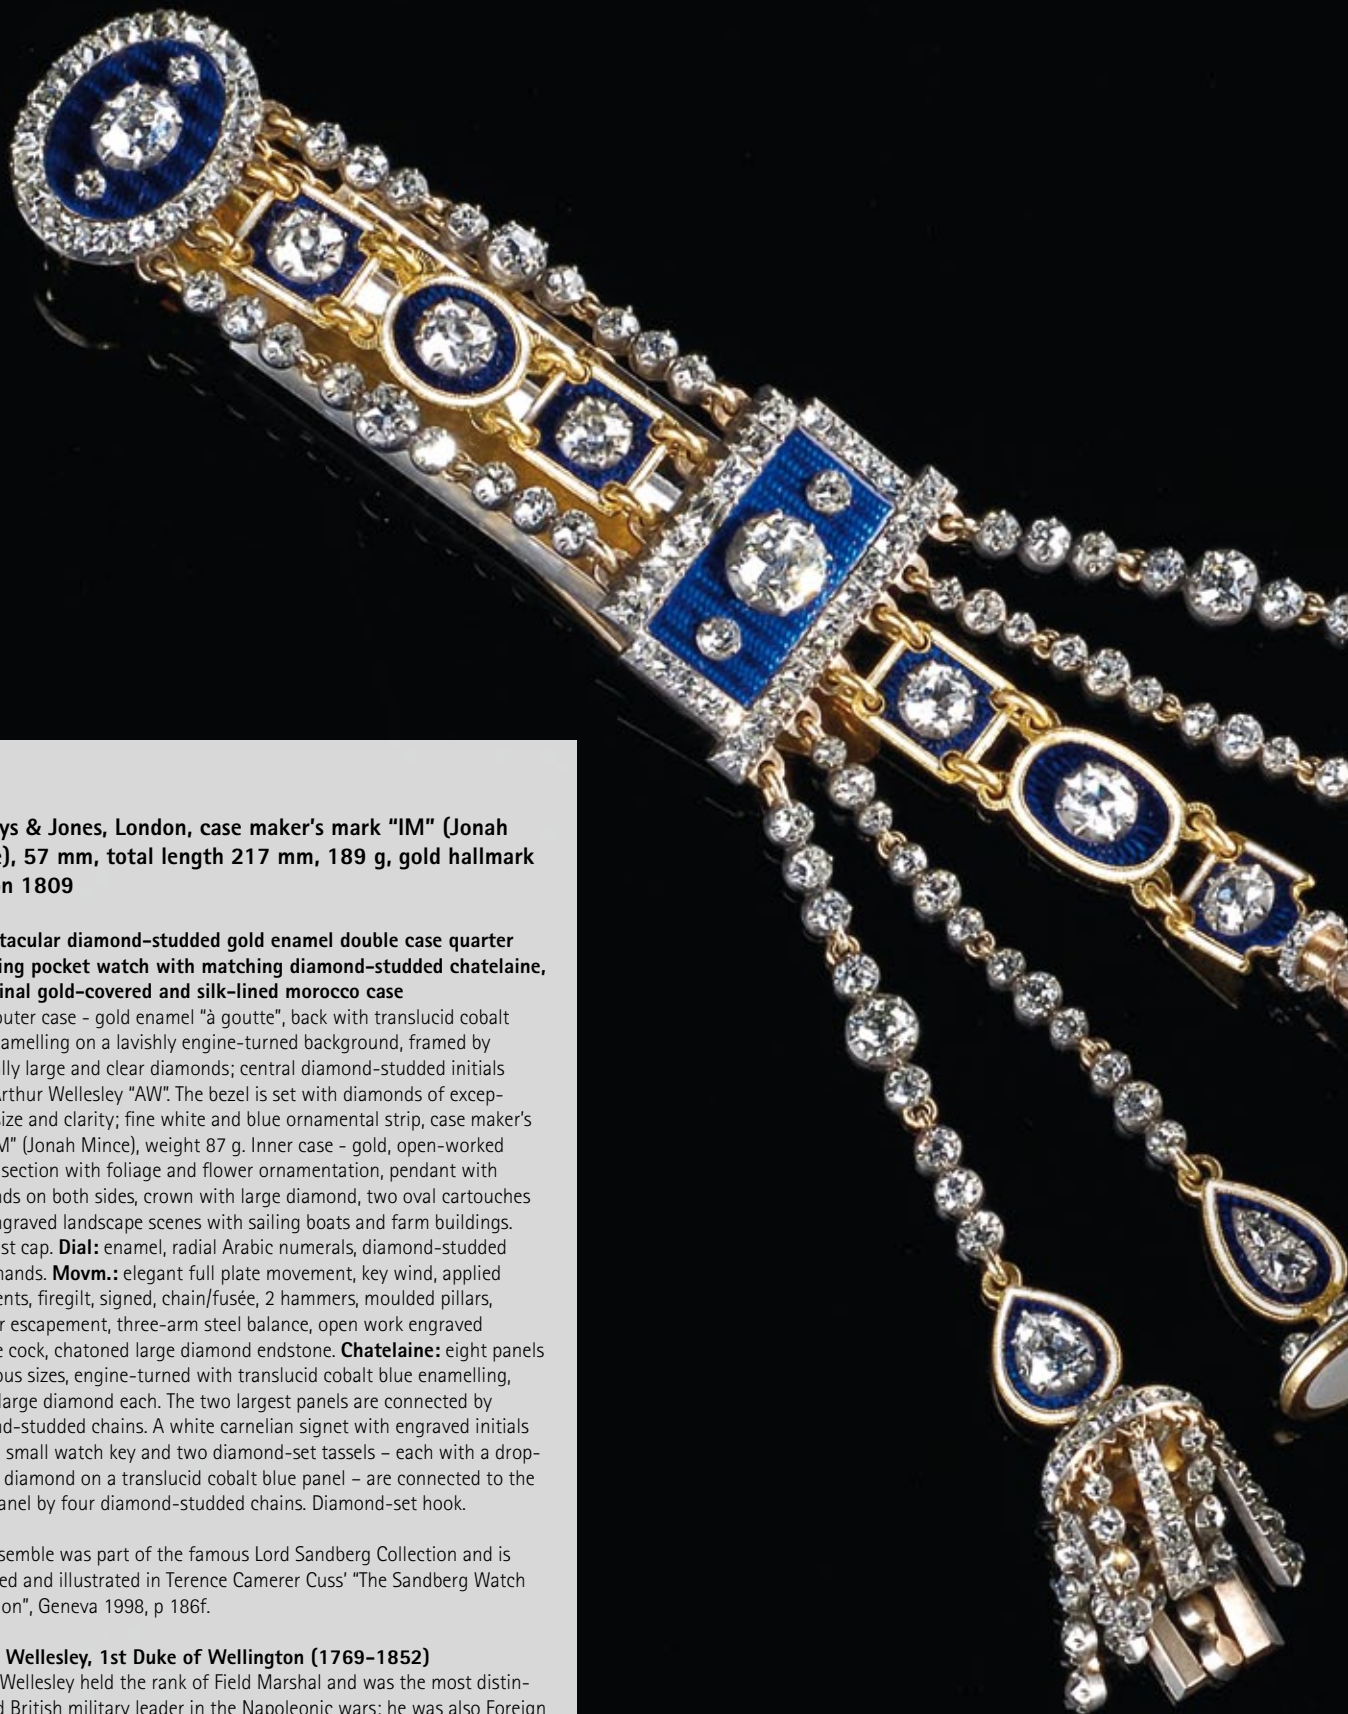 ys & Jones, London, case maker's mark "IM" (Jonah
), 57 mm, total length 217 mm, 189 g, gold hallmark
n 1809
tacular diamond-studded gold enamel double case quarter
ing pocket watch with matching diamond-studded chatelaine,
inal gold-covered and silk-lined morocco case
outer case - gold enamel "à goutte", back with translucid cobalt
amelling on a lavishly engine-turned background, framed by
lly large and clear diamonds; central diamond-studded initials
Arthur Wellesley "AW". The bezel is set with diamonds of excep-
size and clarity; fine white and blue ornamental strip, case maker's
M" (Jonah Mince), weight 87 g. Inner case - gold, open-worked
section with foliage and flower ornamentation, pendant with
nds on both sides, crown with large diamond, two oval cartouches
ngraved landscape scenes with sailing boats and farm buildings.
st cap. Dial: enamel, radial Arabic numerals, diamond-studded
hands. Movm.: elegant full plate movement, key wind, applied
ents, firegilt, signed, chain/fusée, 2 hammers, moulded pillars,
r escapement, three-arm steel balance, open work engraved
e cock, chatoned large diamond endstone. Chatelaine: eight panels
ous sizes, engine-turned with translucid cobalt blue enamelling,
large diamond each. The two largest panels are connected by
nd-studded chains. A white carnelian signet with engraved initials
small watch key and two diamond-set tassels – each with a drop-
diamond on a translucid cobalt blue panel – are connected to the
anel by four diamond-studded chains. Diamond-set hook.
semble was part of the famous Lord Sandberg Collection and is
ed and illustrated in Terence Camerer Cuss' "The Sandberg Watch
on", Geneva 1998, p 186f.
Wellesley, 1st Duke of Wellington (1769-1852)
Wellesley held the rank of Field Marshal and was the most distin-
d British military leader in the Napoleonic wars; he was also Foreign